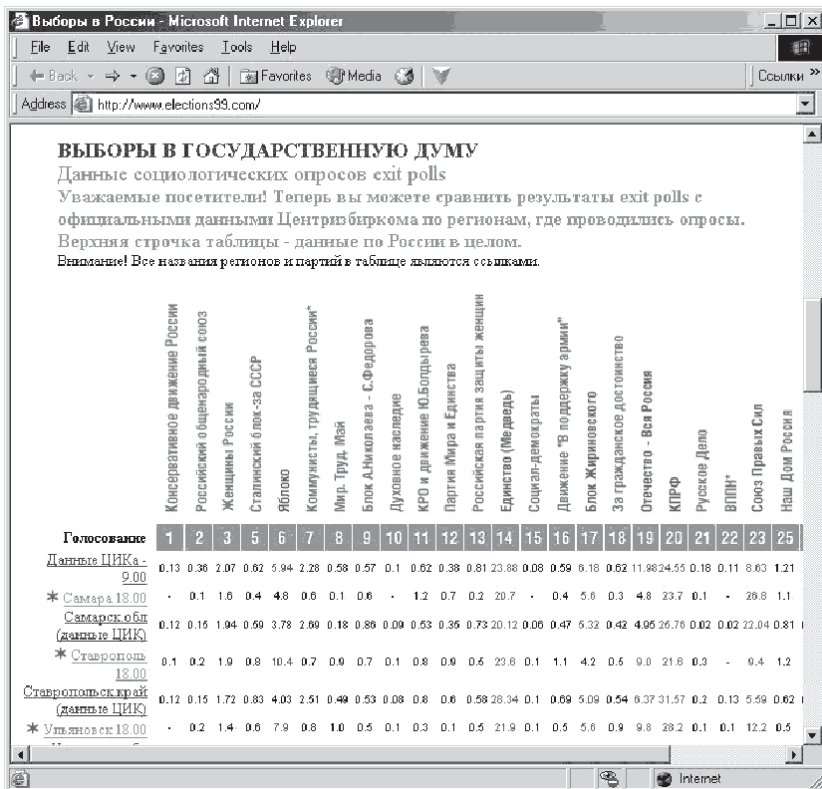 Выборы в России - Microsoft Internet Explorer
File Edit View Favorites Tools Help
Back Favorites Media Ссылки »
Address http://www.elections99.com/
ВЫБОРЫ В ГОСУДАРСТВЕННУЮ ДУМУ
Данные социологических опросов exit polls
Уважаемые посетители! Теперь вы можете сравнить результаты exit polls с
официальными данными Центризбиркома по регионам, где проводились опросы.
Верхняя строчка таблицы - данные по России в целом.
Внимание! Все названия регионов и партий в таблице являются ссылками.
Консервативное движение России
Российский общенародный союз
Женщины России
Сталинский блок-за СССР
Яблоко
Коммунисты, трудящиеся России*
Мир. Труд. Май
Блок А.Николаева - С.Федорова
Духовное наследие
КРО и движение Ю.Болдырева
Партия Мира и Единства
Российская партия защиты женщин
Единство (Медведь)
Социал-демократы
Движение "В поддержку армии"
Блок Жириновского
За гражданское достоинство
Отечество - Вся Россия
КПРФ
Русское Дело
ВППН*
Союз Правых Сил
Наш Дом Россия
Голосование 1 2 3 5 6 7 8 9 10 11 12 13 14 15 16 17 18 19 20 21 22 23 25
Данные ЦИКа -
9.00 0.13 0.36 2.07 0.62 5.94 2.28 0.58 0.57 0.1 0.62 0.38 0.81 23.88 0.08 0.59 6.18 0.62 11.98 24.55 0.18 0.11 8.63 1.21
* Самара 18.00 - 0.1 1.6 0.4 4.8 0.6 0.1 0.6 - 1.2 0.7 0.2 20.7 - 0.4 5.6 0.3 4.8 23.7 0.1 - 26.8 1.1
Самарск.обл
(данные ЦИК) 0.12 0.15 1.94 0.59 3.78 2.69 0.18 0.86 0.09 0.53 0.35 0.73 20.12 0.06 0.47 5.32 0.42 4.95 26.76 0.02 0.02 22.04 0.81
* Ставрополь
18.00 0.1 0.2 1.9 0.8 10.4 0.7 0.9 0.7 0.1 0.8 0.9 0.5 23.6 0.1 1.1 4.2 0.5 9.0 21.6 0.3 - 9.4 1.2
Ставропольск.край
(данные ЦИК) 0.12 0.15 1.72 0.83 4.03 2.51 0.49 0.53 0.08 0.8 0.6 0.58 28.34 0.1 0.69 5.09 0.54 6.37 31.57 0.2 0.13 5.59 0.62
* Ульяновск 18.00 - 0.2 1.4 0.6 7.9 0.8 1.0 0.5 0.1 0.3 0.1 0.5 21.9 0.1 0.5 5.6 0.9 9.8 28.2 0.1 0.1 12.2 0.5
Internet